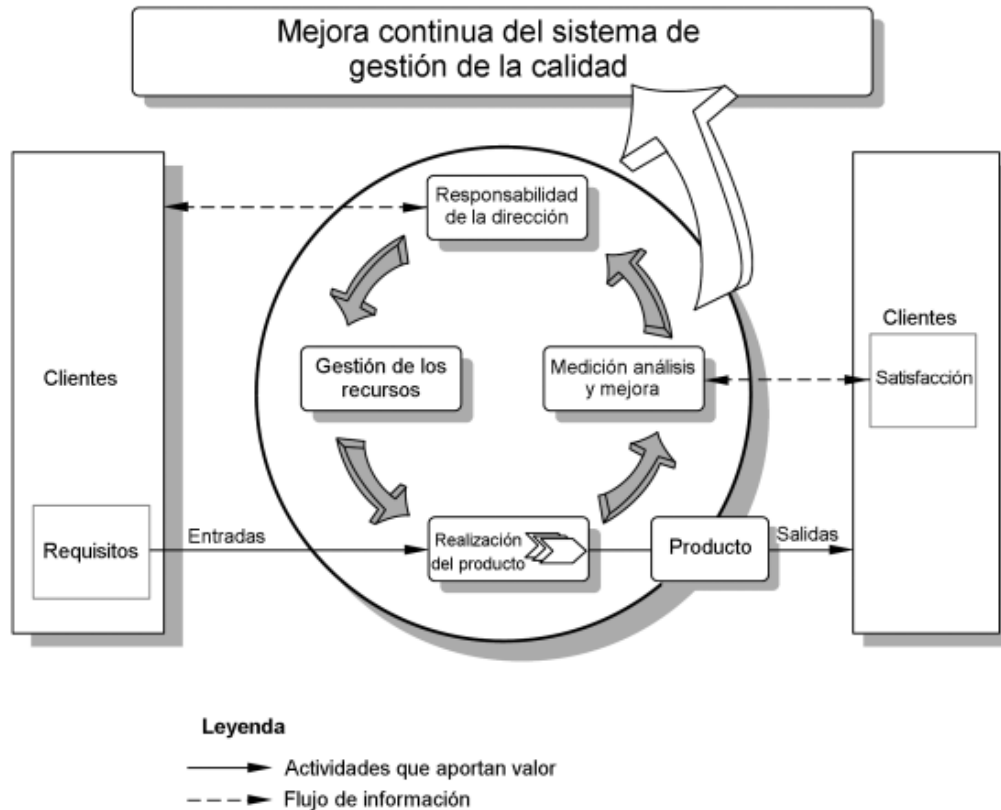 Mejora continua del sistema de
gestión de la calidad
Responsabilidad
de la dirección
Clientes
Gestión de los
recursos
Medición análisis
y mejora
Clientes
Satisfacción
Requisitos
Entradas
Realización
del producto
Producto
Salidas
Leyenda
Actividades que aportan valor
Flujo de información